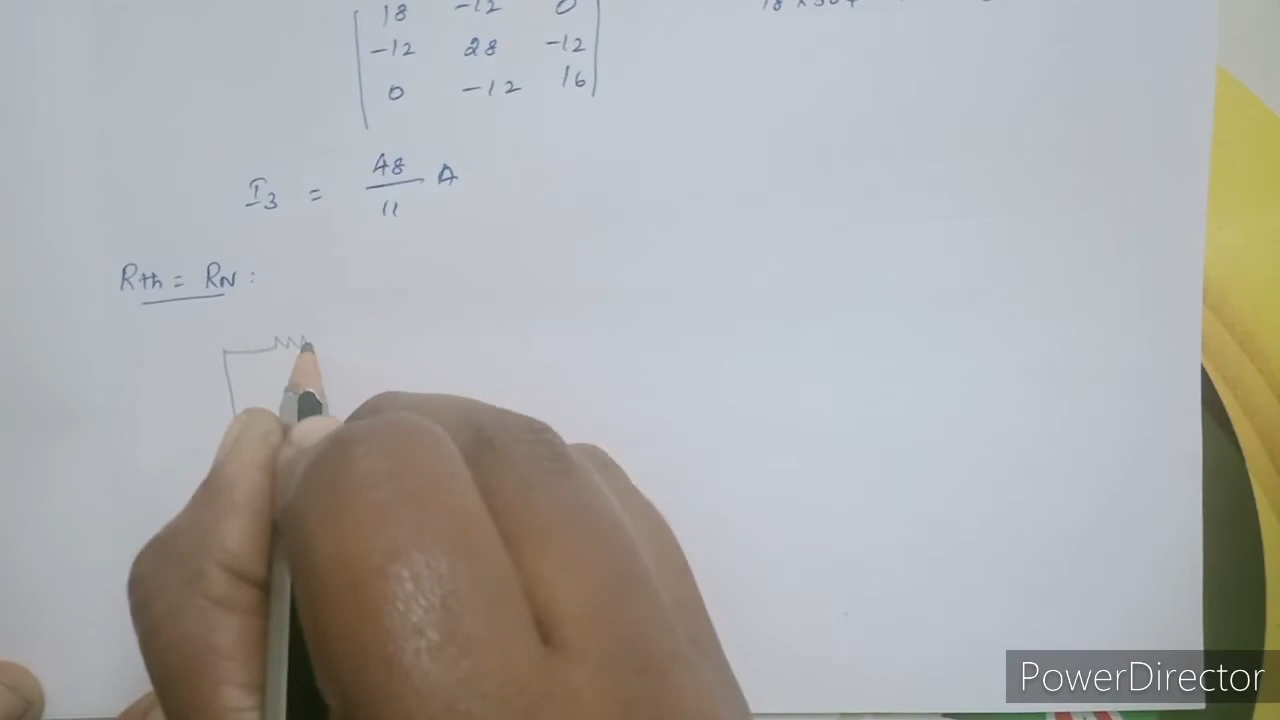 18 -12 0
-12 28 -12
0 -12 16
I3 = 48/11 A
Rth = RN :
PowerDirector